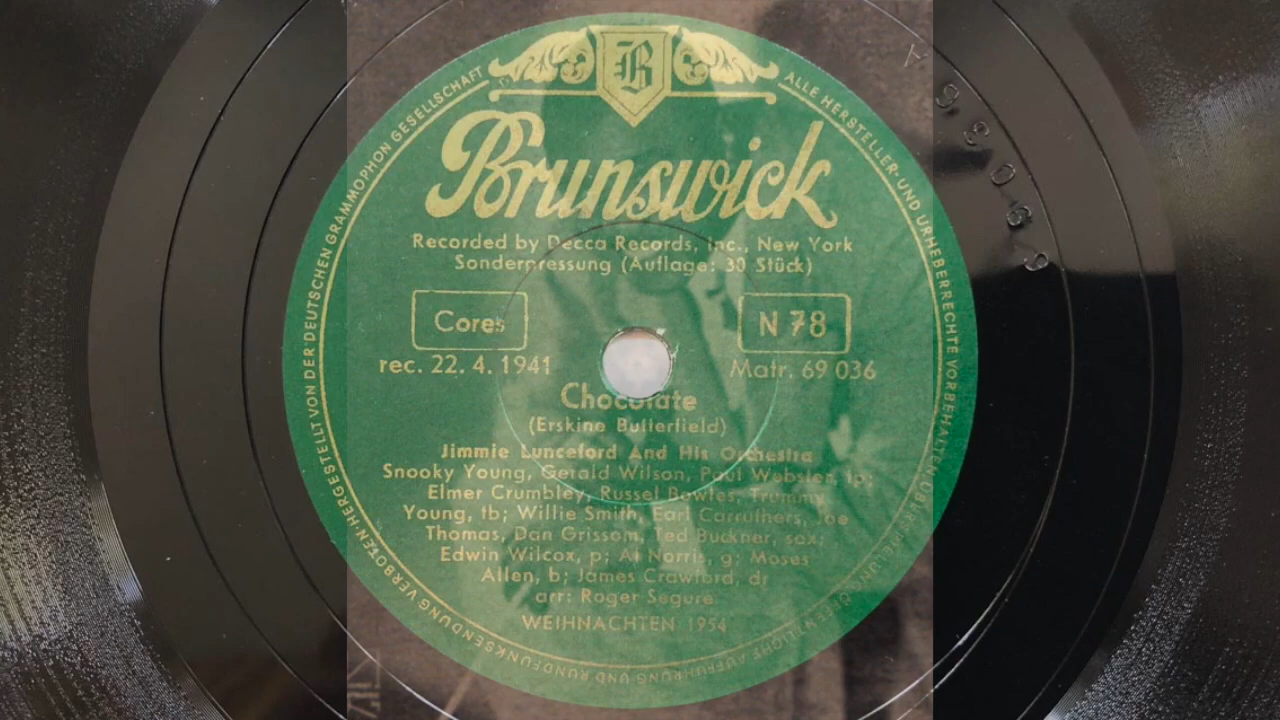 B
Brunswick
Recorded by Decca Records, Inc., New York
Sonderpressung (Auflage: 30 Stück)
Cores
N 78
rec. 22. 4. 1941
Matr. 69 036
Chocolate
(Erskine Butterfield)
Jimmie Lunceford And His Orchestra
Snooky Young, Gerald Wilson, Paul Webster, tp;
Elmer Crumbley, Russel Bowles, Trummy
Young, tb; Willie Smith, Earl Carruthers, Joe
Thomas, Dan Grissom, Ted Buckner, sax;
Edwin Wilcox, p; Al Norris, g; Moses
Allen, b; James Crawford, dr
arr: Roger Segure
WEIHNACHTEN 1954
HERGESTELLT VON DER DEUTSCHEN GRAMMOPHON GESELLSCHAFT
ALLE HERSTELLER- UND URHEBERRECHTE VORBEHALTEN
UND RUNDFUNKSENDUNG VERBOTEN